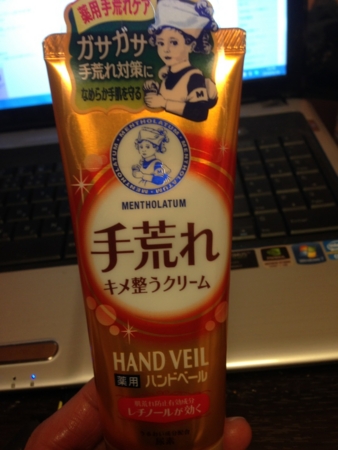 薬用手荒れケア
ガサガサ
手荒れ対策に
なめらか手肌を守る
M
MENTHOLATUM
MENTHOLATUM
手荒れ
キメ整うクリーム
HAND VEIL
薬用 ハンドベール
レチノールが効く